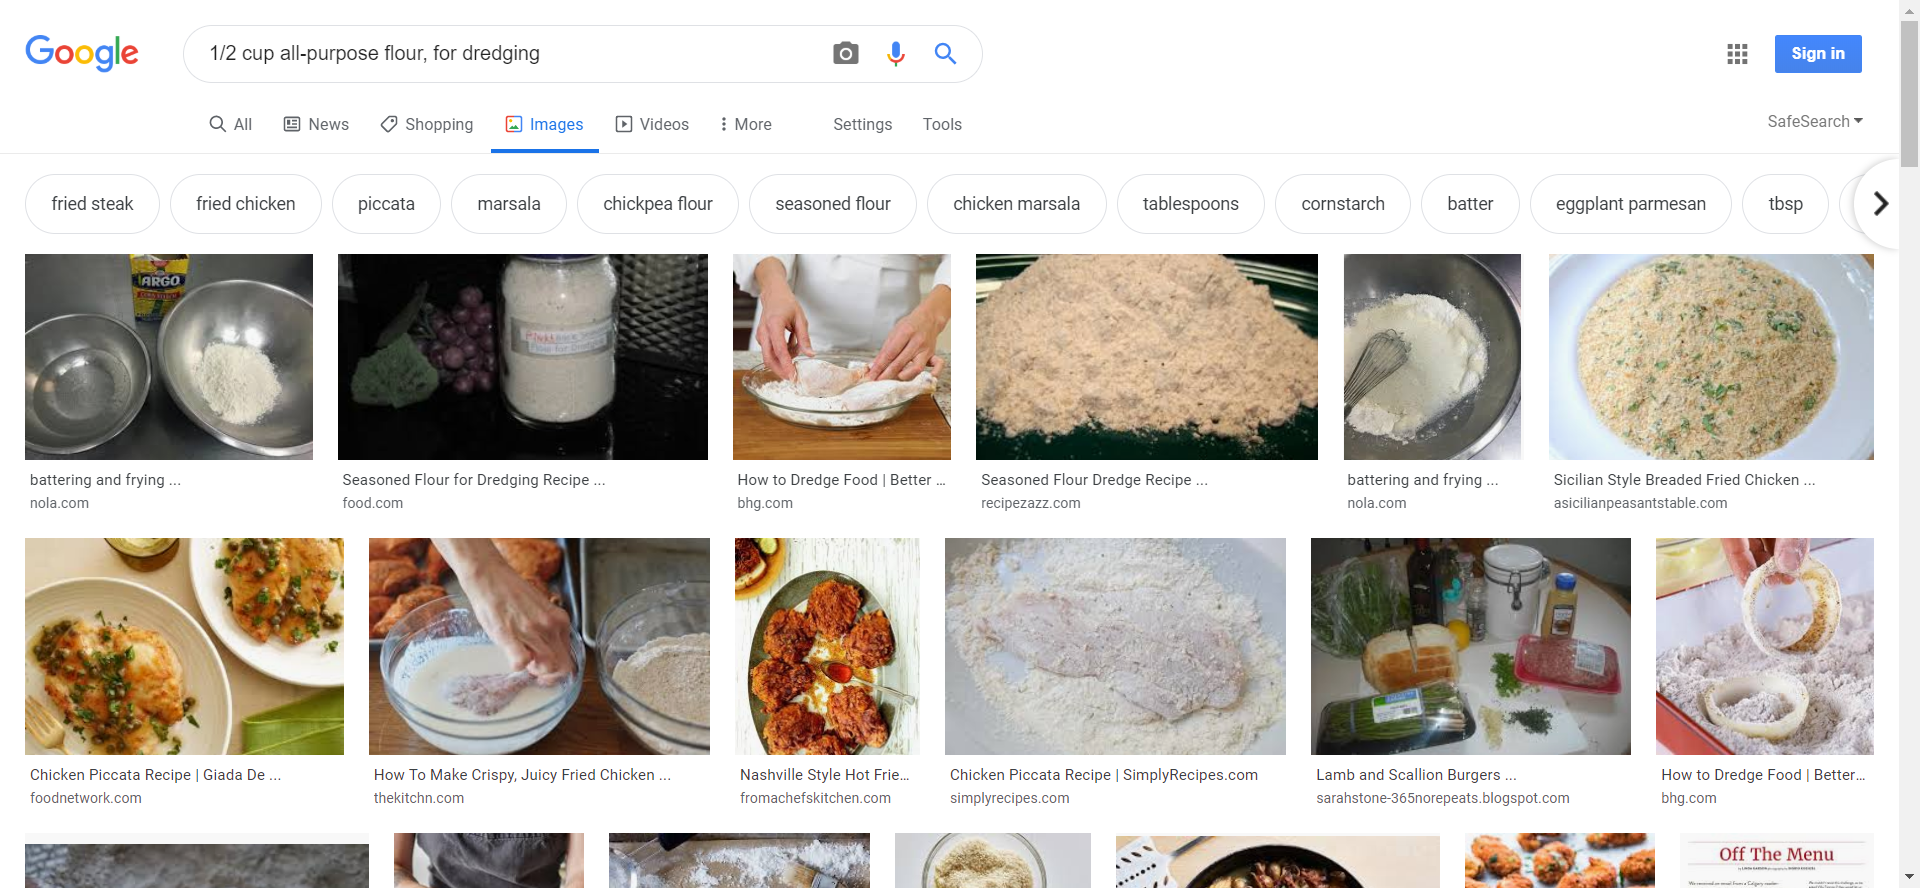 Google
1/2 cup all-purpose flour, for dredging
Sign in
All
News
Shopping
Images
Videos
More
Settings
Tools
SafeSearch
fried steak
fried chicken
piccata
marsala
chickpea flour
seasoned flour
chicken marsala
tablespoons
cornstarch
batter
eggplant parmesan
tbsp
ARGO
battering and frying ...
nola.com
Seasoned Flour for Dredging Recipe ...
food.com
How to Dredge Food | Better ...
bhg.com
Seasoned Flour Dredge Recipe ...
recipezazz.com
battering and frying ...
nola.com
Sicilian Style Breaded Fried Chicken ...
asicilianpeasantstable.com
Chicken Piccata Recipe | Giada De ...
foodnetwork.com
How To Make Crispy, Juicy Fried Chicken ...
thekitchn.com
Nashville Style Hot Frie...
fromachefskitchen.com
Chicken Piccata Recipe | SimplyRecipes.com
simplyrecipes.com
Lamb and Scallion Burgers ...
sarahstone-365norepeats.blogspot.com
How to Dredge Food | Better...
bhg.com
Off The Menu